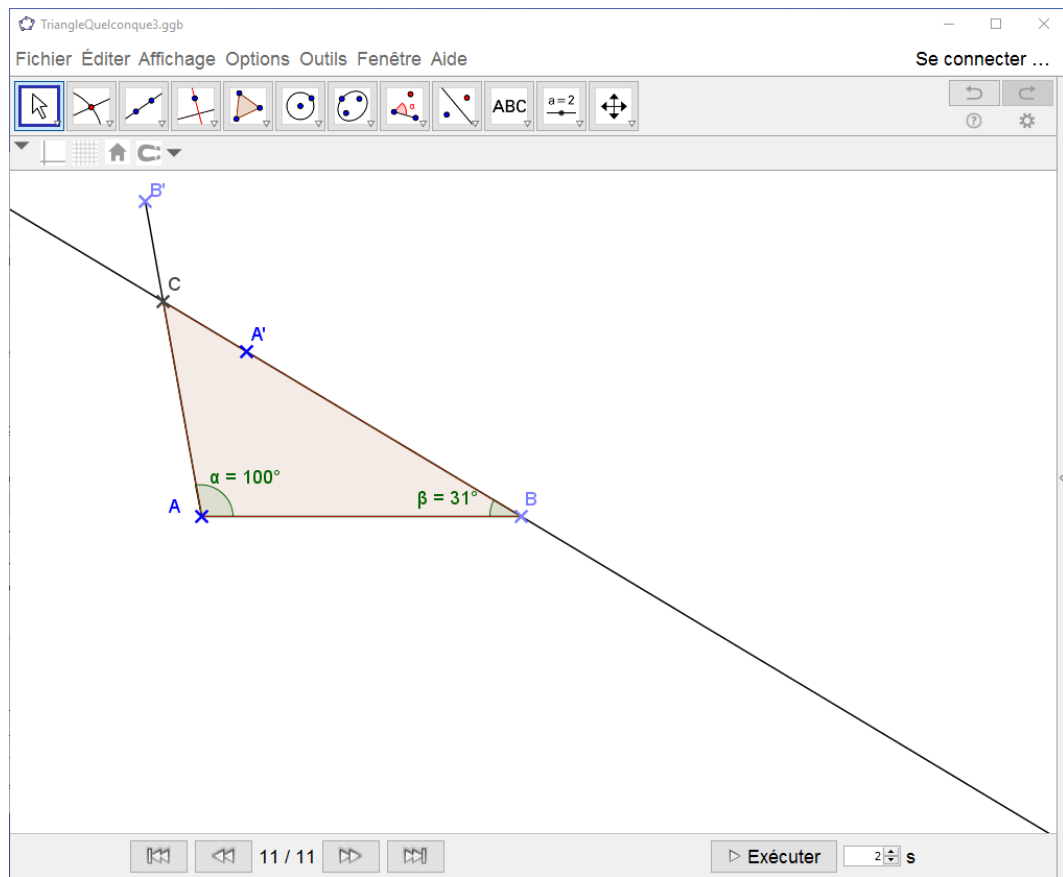 TriangleQuelconque3.ggb
Fichier Éditer Affichage Options Outils Fenêtre Aide
Se connecter ...
α
ABC
a = 2
B'
C
A'
α = 100°
A
β = 31°
B
11 / 11
Exécuter
2
s